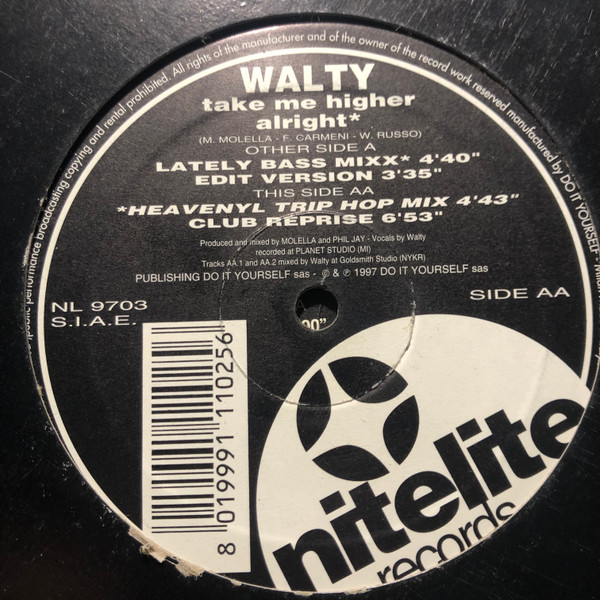 public performance broadcasting copying and rental prohibited. All rights of the manufacturer and of the owner of the record work reserved manufactured by DO IT YOURSELF - Milan
WALTY
take me higher
alright*
(M. MOLELLA - F. CARMENI - W. RUSSO)
OTHER SIDE A
LATELY BASS MIXX* 4'40"
EDIT VERSION 3'35"
THIS SIDE AA
*HEAVENYL TRIP HOP MIX 4'43"
CLUB REPRISE 6'53"
Produced and mixed by MOLELLA and PHIL JAY - Vocals by Walty
recorded at PLANET STUDIO (MI)
Tracks AA.1 and AA.2 mixed by Walty at Goldsmith Studio (NYKR)
PUBLISHING DO IT YOURSELF sas - © & ℗ 1997 DO IT YOURSELF sas
NL 9703
S.I.A.E.
SIDE AA
00"
8 019991 110256
nitelite
records